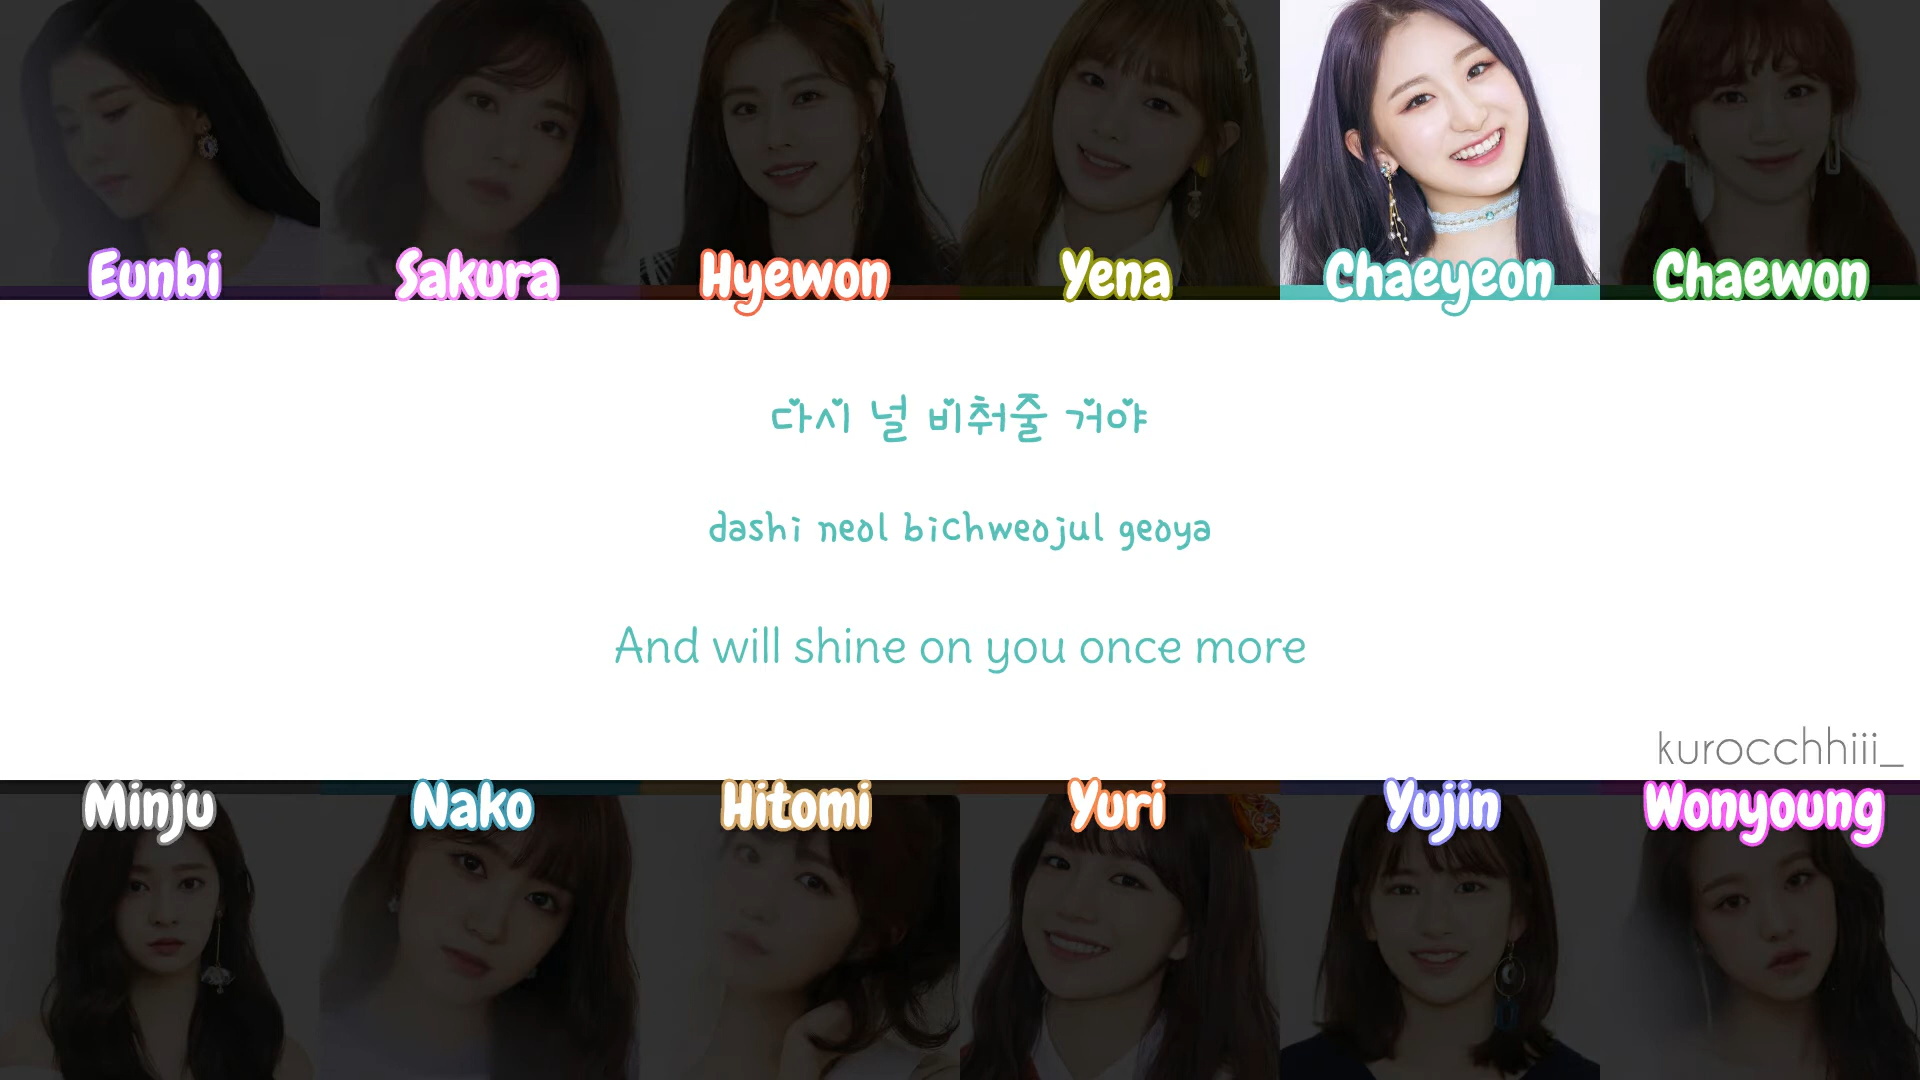 Eunbi Sakura Hyewon Yena Chaeyeon Chaewon
다시 널 비춰줄 거야
dashi neol bichweojul geoya
And will shine on you once more
kurocchhiii_
Minju Nako Hitomi Yuri Yujin Wonyoung